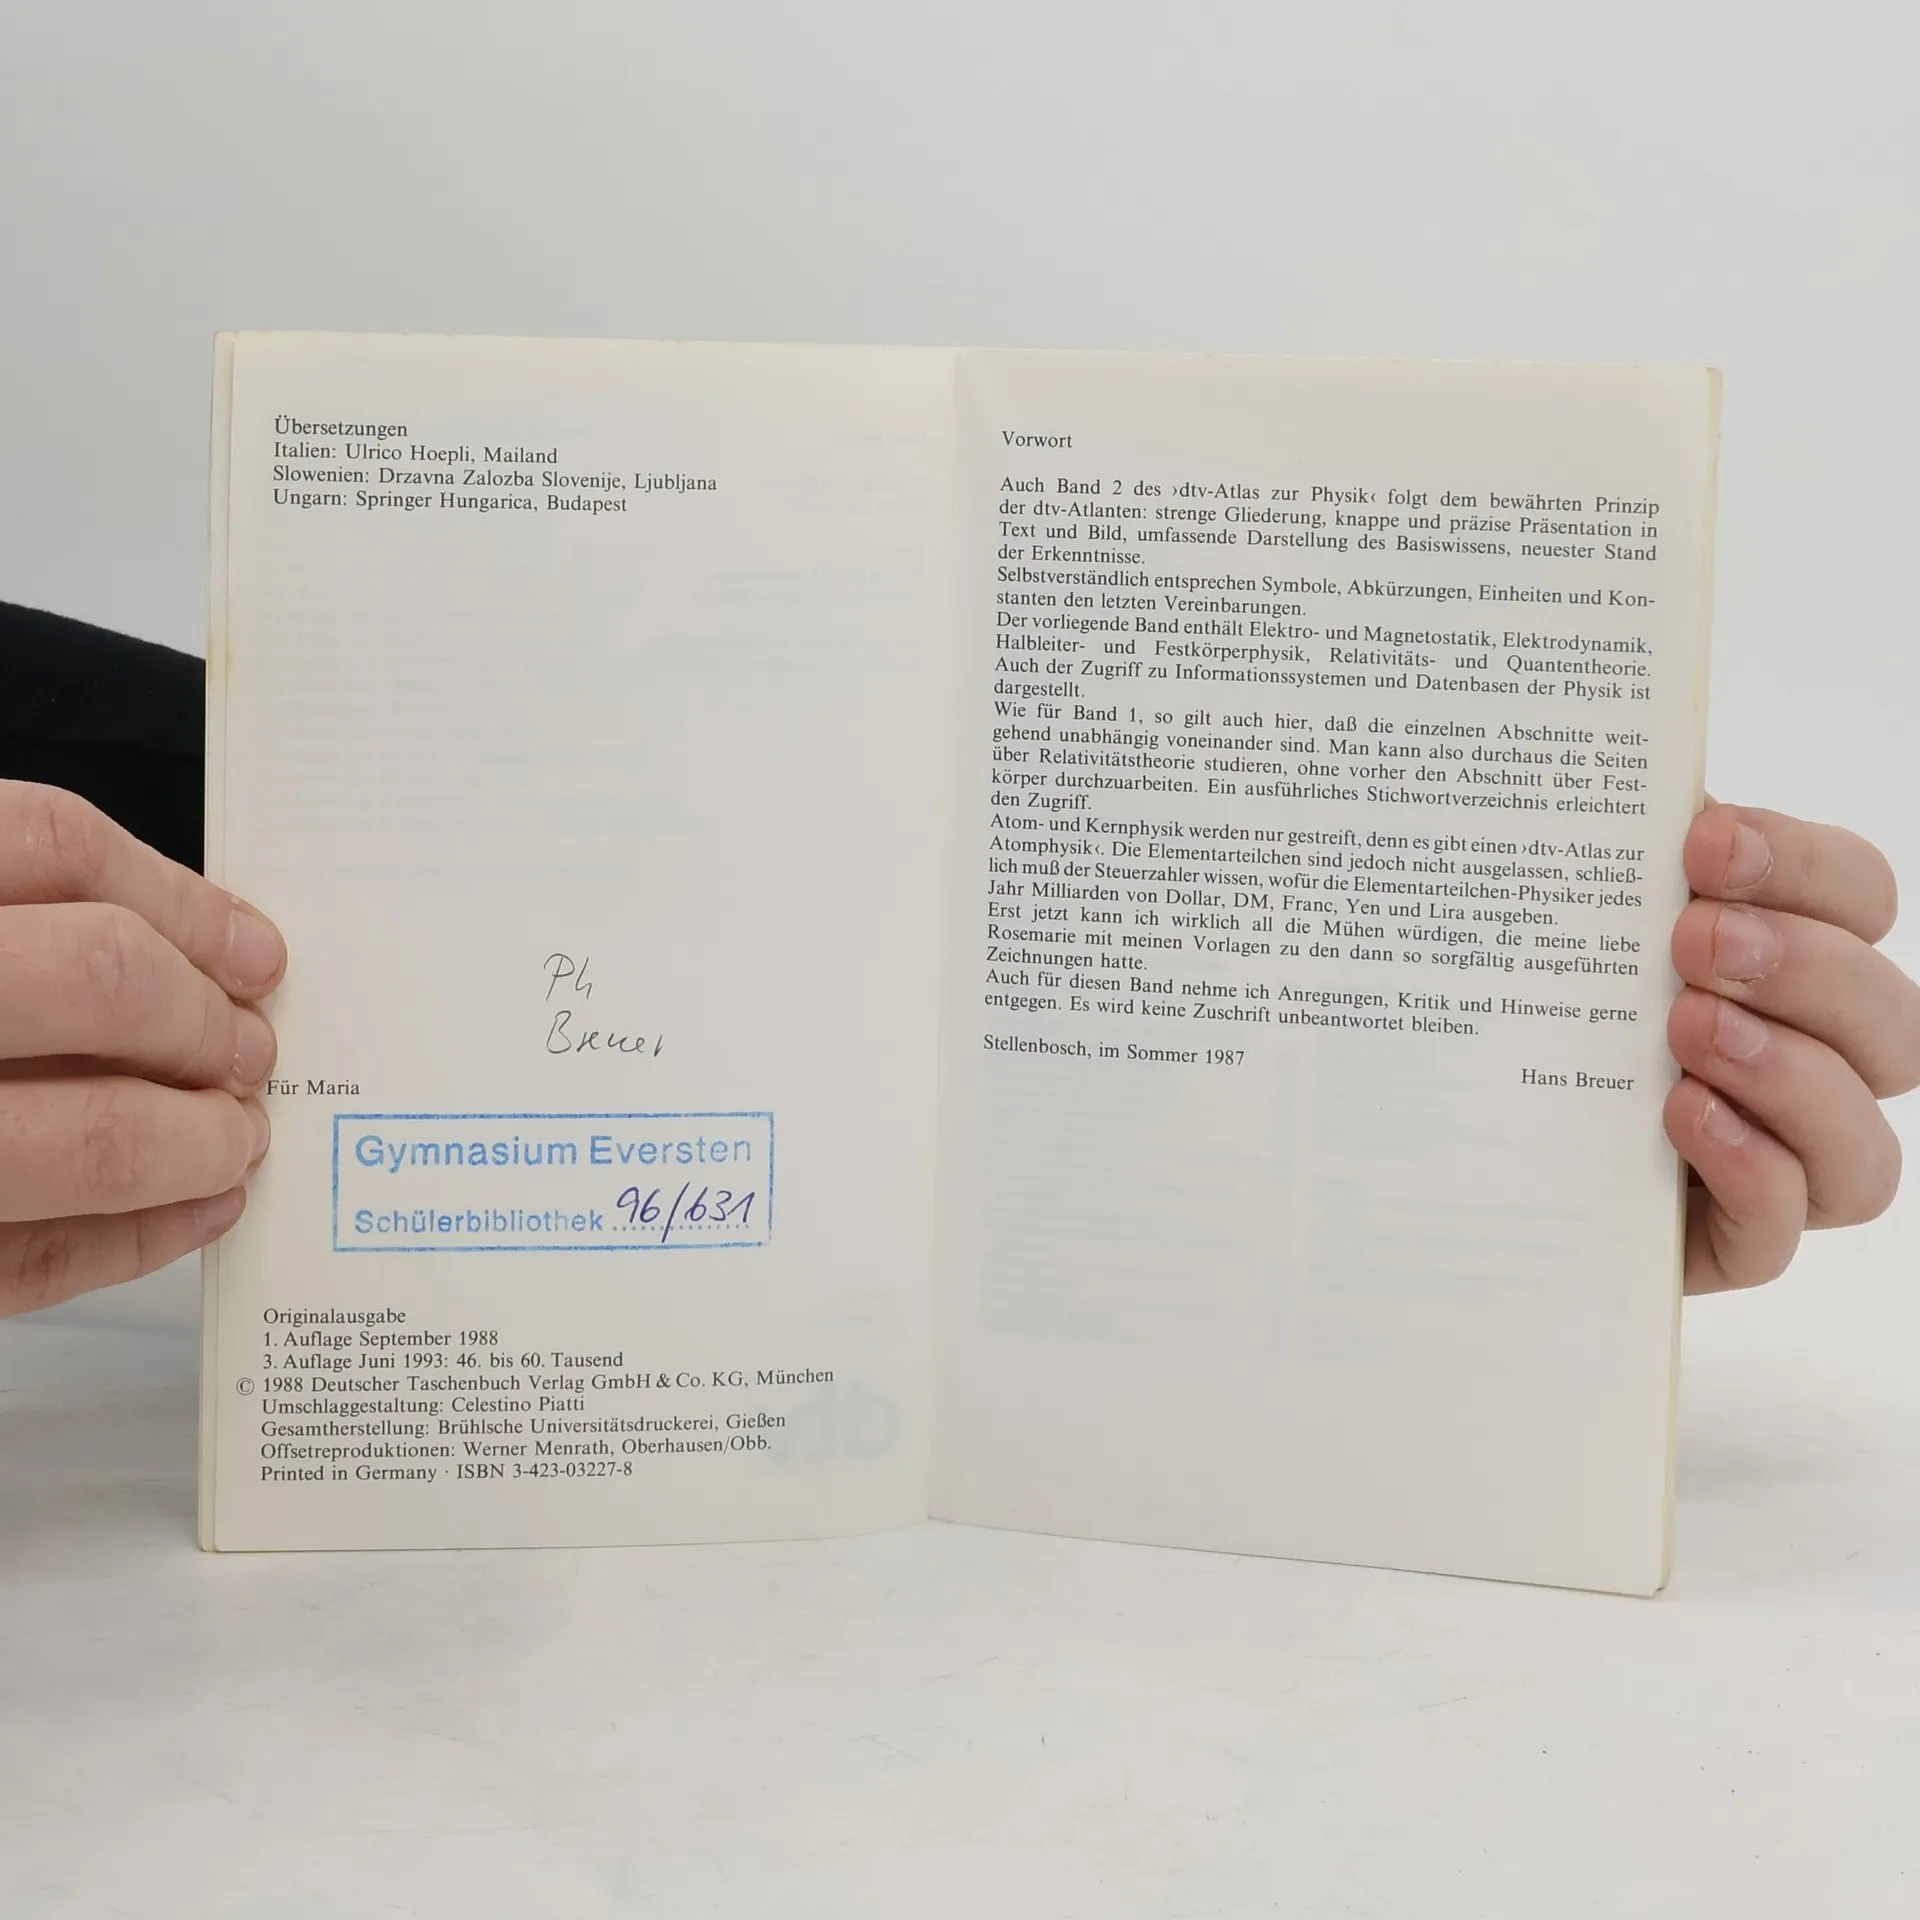 Übersetzungen
Italien: Ulrico Hoepli, Mailand
Slowenien: Drzavna Zalozba Slovenije, Ljubljana
Ungarn: Springer Hungarica, Budapest
Ph
Breuer
Für Maria
Gymnasium Eversten
Schülerbibliothek 96/631
Originalausgabe
1. Auflage September 1988
3. Auflage Juni 1993: 46. bis 60. Tausend
© 1988 Deutscher Taschenbuch Verlag GmbH & Co. KG, München
Umschlaggestaltung: Celestino Piatti
Gesamtherstellung: Brühlsche Universitätsdruckerei, Gießen
Offsetreproduktionen: Werner Menrath, Oberhausen/Obb.
Printed in Germany · ISBN 3-423-03227-8
Vorwort
Auch Band 2 des ›dtv-Atlas zur Physik‹ folgt dem bewährten Prinzip
der dtv-Atlanten: strenge Gliederung, knappe und präzise Präsentation in
Text und Bild, umfassende Darstellung des Basiswissens, neuester Stand
der Erkenntnisse.
Selbstverständlich entsprechen Symbole, Abkürzungen, Einheiten und Kon-
stanten den letzten Vereinbarungen.
Der vorliegende Band enthält Elektro- und Magnetostatik, Elektrodynamik,
Halbleiter- und Festkörperphysik, Relativitäts- und Quantentheorie.
Auch der Zugriff zu Informationssystemen und Datenbasen der Physik ist
dargestellt.
Wie für Band 1, so gilt auch hier, daß die einzelnen Abschnitte weit-
gehend unabhängig voneinander sind. Man kann also durchaus die Seiten
über Relativitätstheorie studieren, ohne vorher den Abschnitt über Fest-
körper durchzuarbeiten. Ein ausführliches Stichwortverzeichnis erleichtert
den Zugriff.
Atom- und Kernphysik werden nur gestreift, denn es gibt einen ›dtv-Atlas zur
Atomphysik‹. Die Elementarteilchen sind jedoch nicht ausgelassen, schließ-
lich muß der Steuerzahler wissen, wofür die Elementarteilchen-Physiker jedes
Jahr Milliarden von Dollar, DM, Franc, Yen und Lira ausgeben.
Erst jetzt kann ich wirklich all die Mühen würdigen, die meine liebe
Rosemarie mit meinen Vorlagen zu den dann so sorgfältig ausgeführten
Zeichnungen hatte.
Auch für diesen Band nehme ich Anregungen, Kritik und Hinweise gerne
entgegen. Es wird keine Zuschrift unbeantwortet bleiben.
Stellenbosch, im Sommer 1987
Hans Breuer